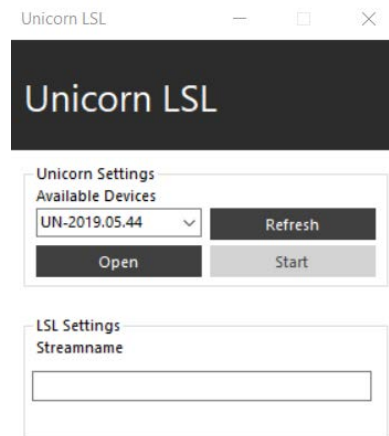 Unicorn LSL
Unicorn LSL
Unicorn Settings
Available Devices
UN-2019.05.44 Refresh
Open Start
LSL Settings
Streamname